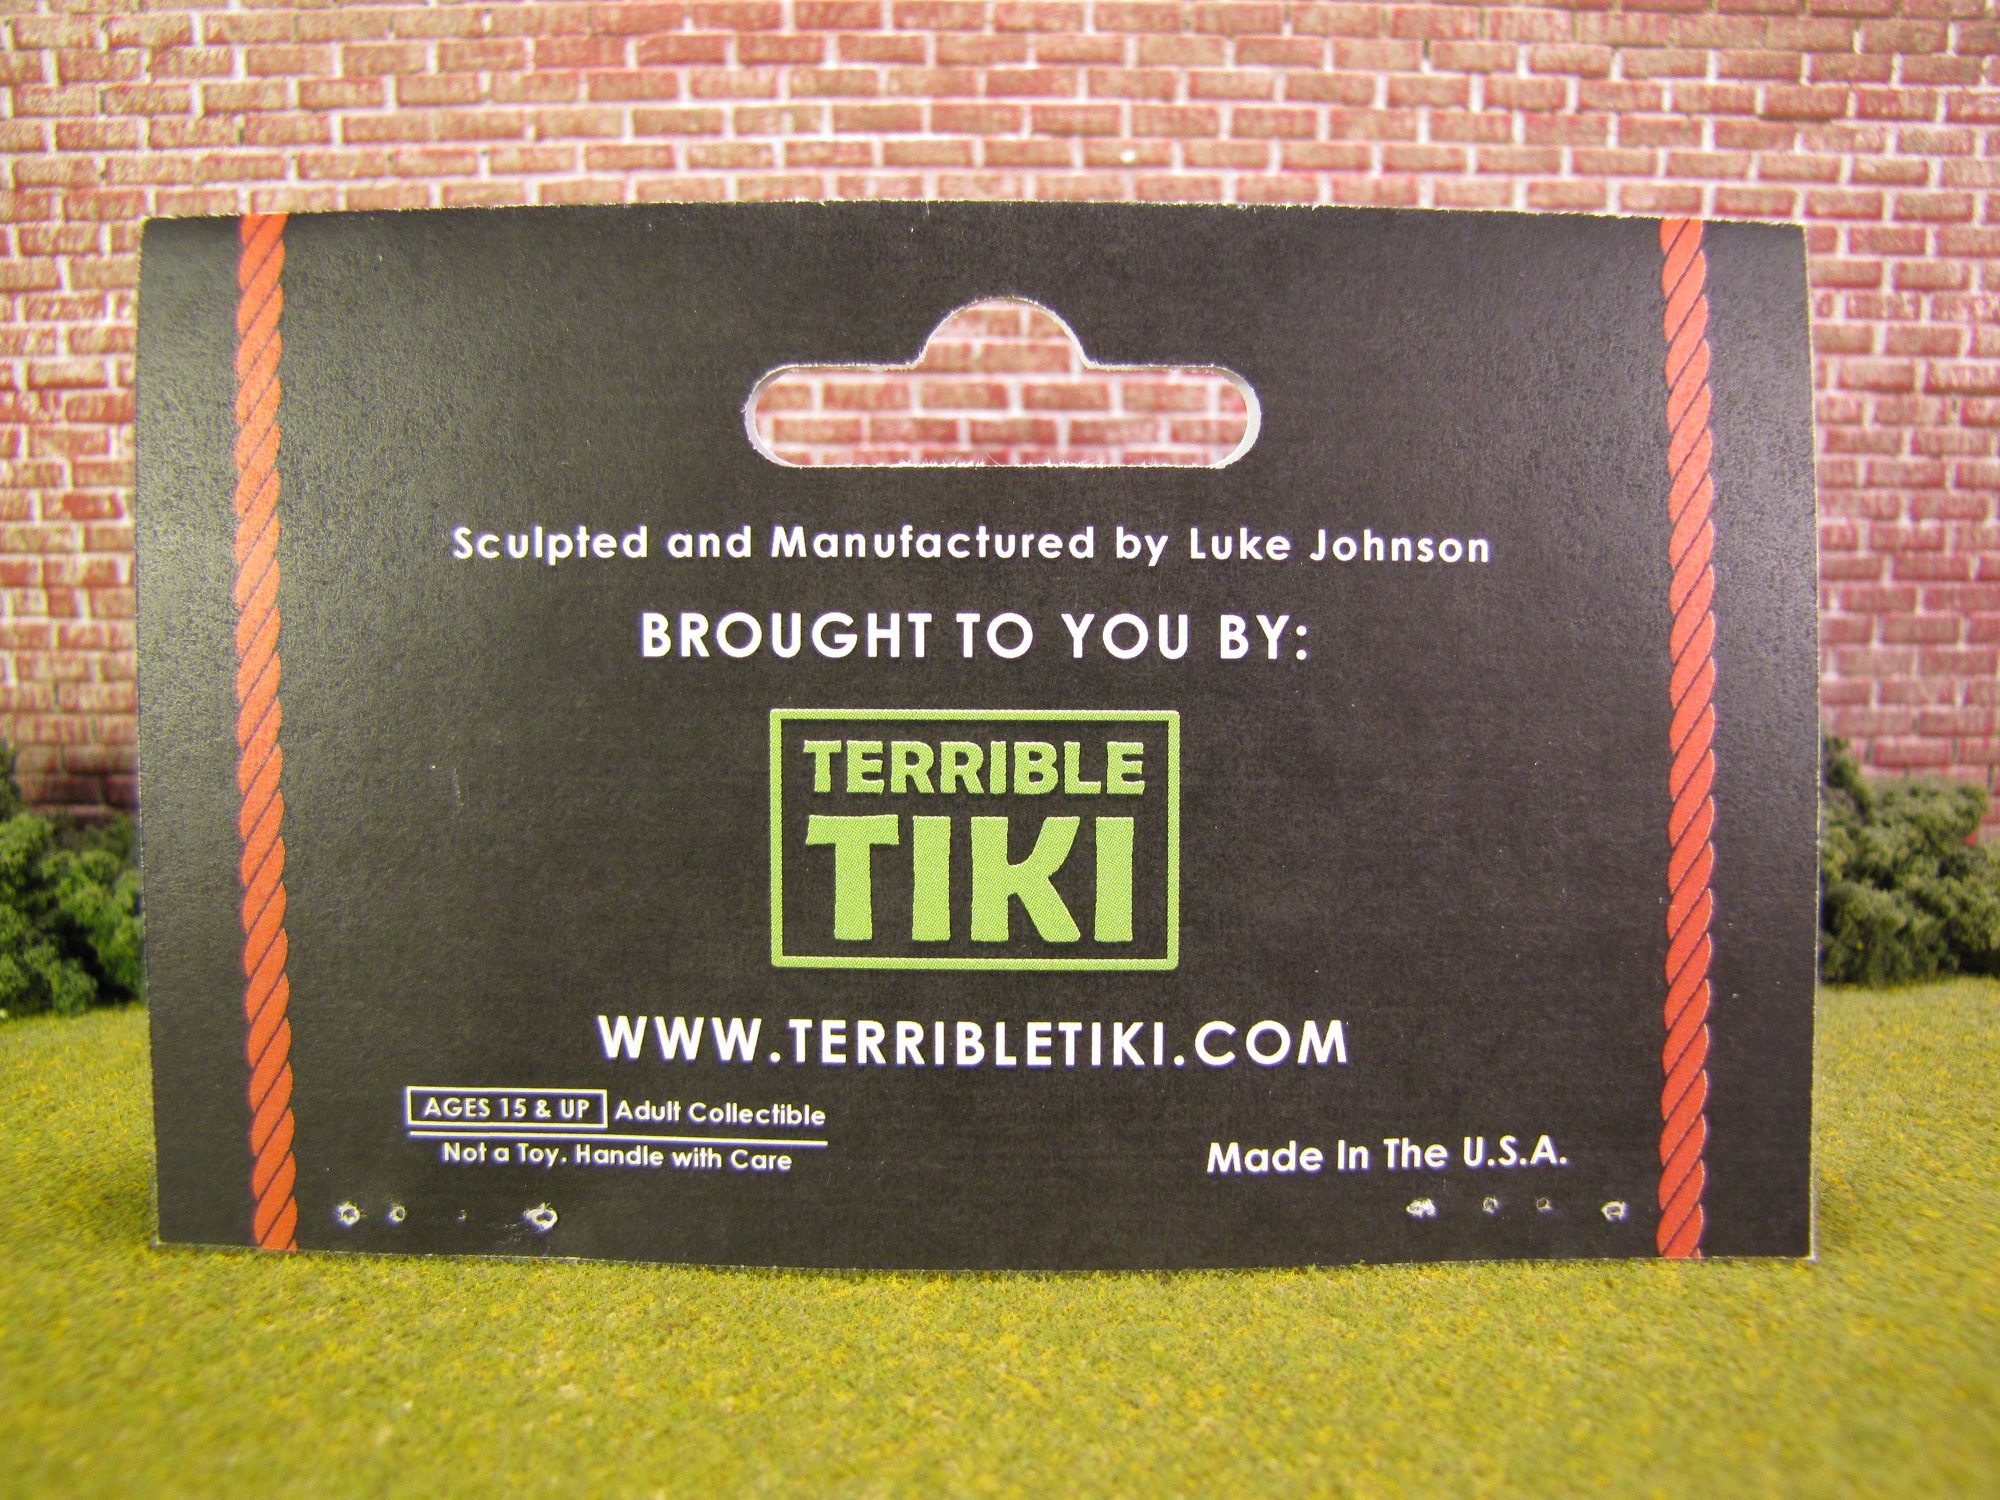 Sculpted and Manufactured by Luke Johnson
BROUGHT TO YOU BY:
TERRIBLE
TIKI
WWW.TERRIBLETIKI.COM
AGES 15 & UP Adult Collectible
Not a Toy. Handle with Care
Made In The U.S.A.